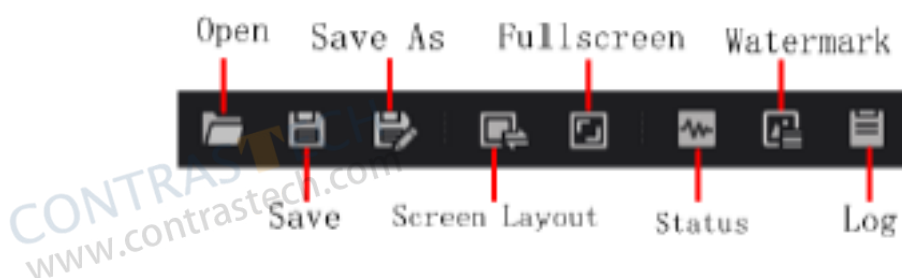 Open Save As Fullscreen Watermark
Save Screen Layout Status Log
CONTRASTECH
www.contrastech.com